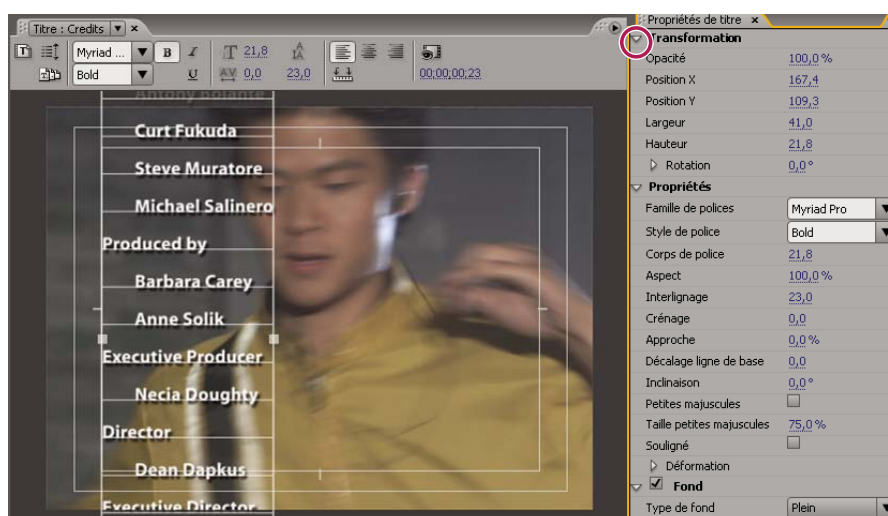 Titre : Credits
Myriad ...
B
I
T 21,8
Bold
U
AV 0,0
23,0
00;00;00;23
Antony Bolante
Curt Fukuda
Steve Muratore
Michael Salinero
Produced by
Barbara Carey
Anne Solik
Executive Producer
Necia Doughty
Director
Dean Dapkus
Executive Director
Propriétés de titre
Transformation
Opacité 100,0 %
Position X 167,4
Position Y 109,3
Largeur 41,0
Hauteur 21,8
Rotation 0,0 °
Propriétés
Famille de polices Myriad Pro
Style de police Bold
Corps de police 21,8
Aspect 100,0 %
Interlignage 23,0
Crénage 0,0
Approche 0,0 %
Décalage ligne de base 0,0
Inclinaison 0,0 °
Petites majuscules
Taille petites majuscules 75,0 %
Souligné
Déformation
Fond
Type de fond Plein